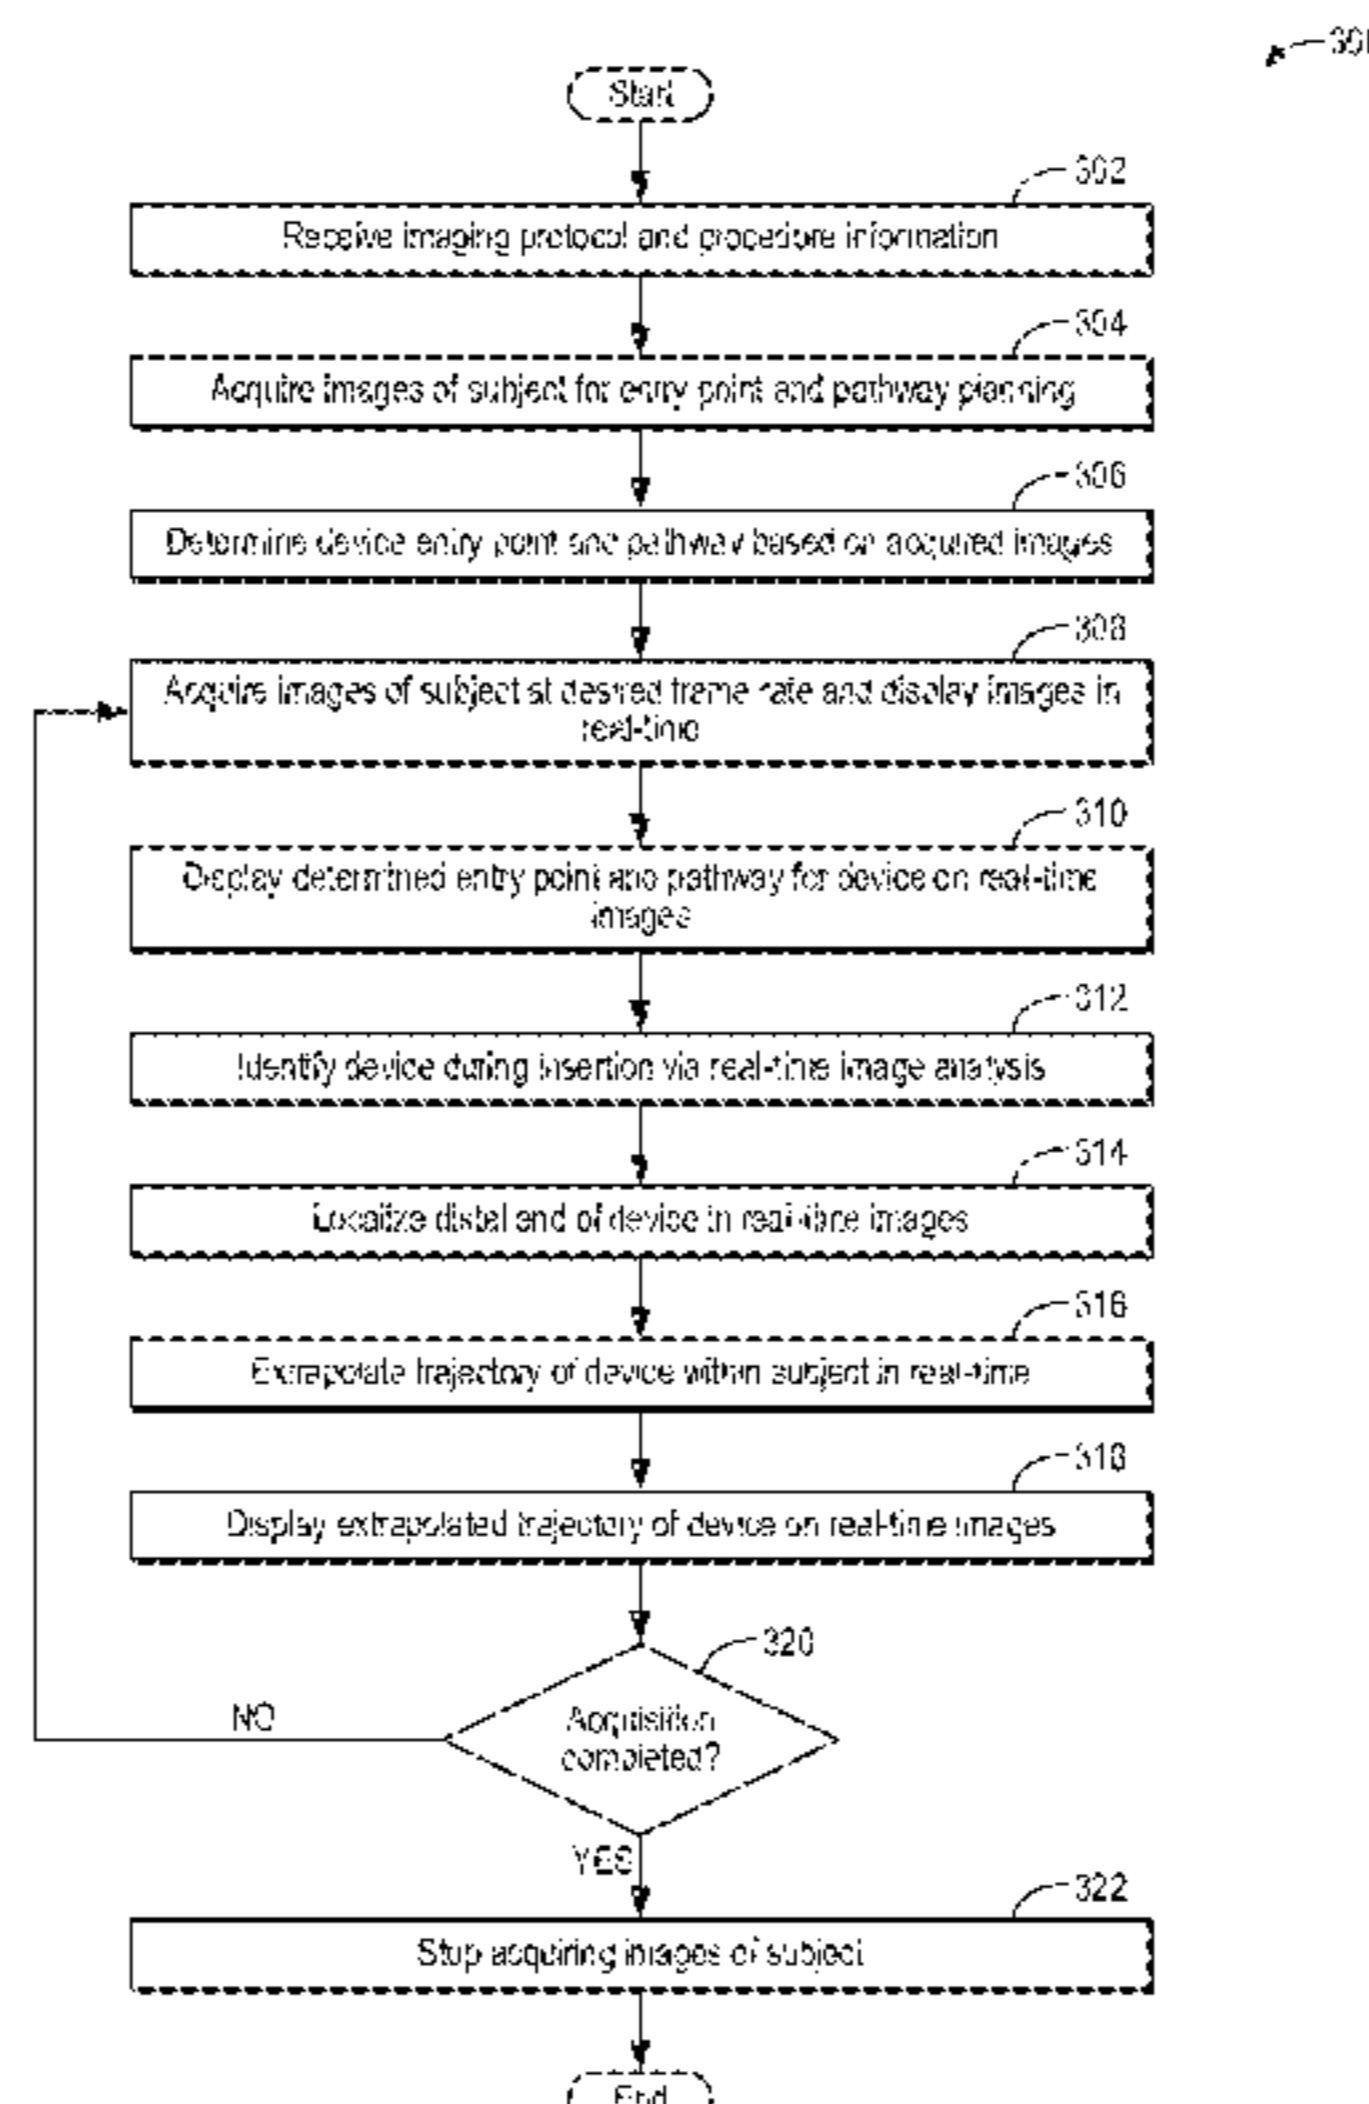 Start
302
Receive imaging protocol and procedure information
304
Acquire images of subject for entry point and pathway planning
306
Determine device entry point and pathway based on acquired images
308
Acquire images of subject at desired frame rate and display images in
real-time
310
Display determined entry point and pathway for device on real-time
images
312
Identify device during insertion via real-time image analysis
314
Localize distal end of device in real-time images
316
Extrapolate trajectory of device within subject in real-time
318
Display extrapolated trajectory of device on real-time images
320
Acquisition
completed?
NO
YES
322
Stop acquiring images of subject
End